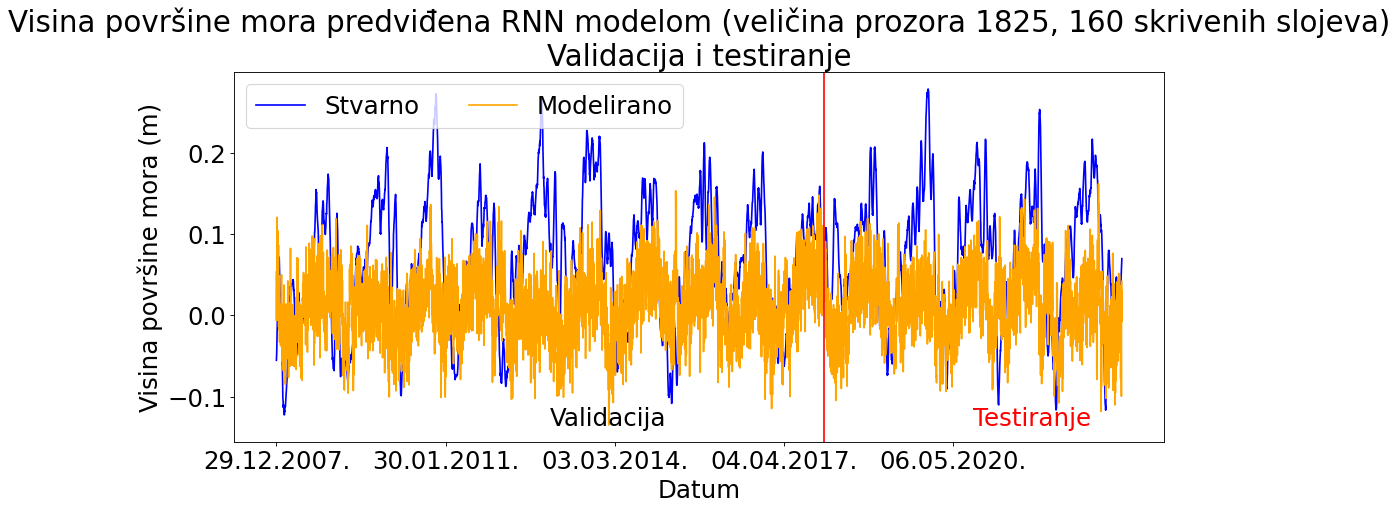 Visina površine mora predviđena RNN modelom (veličina prozora 1825, 160 skrivenih slojeva)
Validacija i testiranje
Stvarno
Modelirano
Visina površine mora (m)
0.2
0.1
0.0
−0.1
Validacija
Testiranje
29.12.2007.
30.01.2011.
03.03.2014.
04.04.2017.
06.05.2020.
Datum